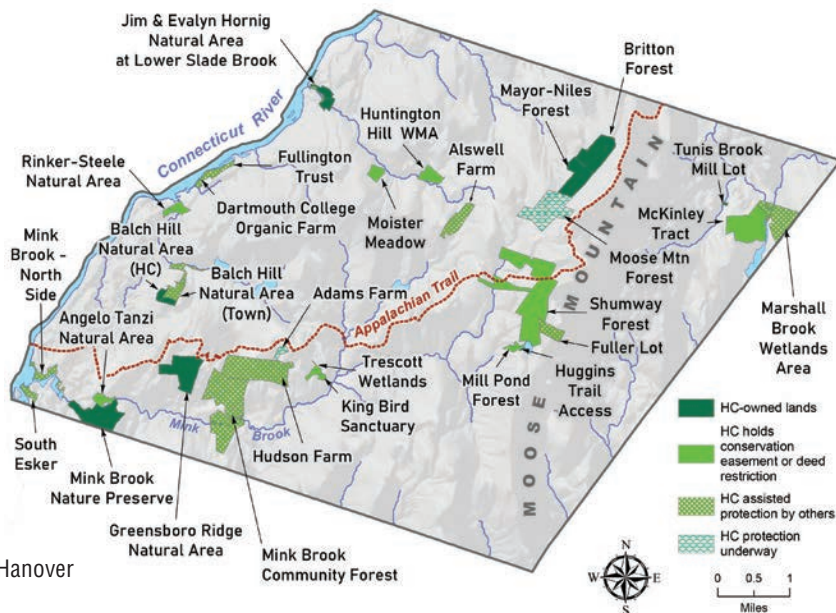 Jim & Evalyn Hornig
Natural Area
at Lower Slade Brook
Britton
Forest
Mayor-Niles
Forest
Connecticut River
Huntington
Hill WMA
Tunis Brook
Mill Lot
Rinker-Steele
Natural Area
Fullington
Trust
Alswell
Farm
McKinley
Tract
Dartmouth College
Organic Farm
Moister
Meadow
Balch Hill
Natural Area
(HC)
Moose Mtn
Forest
Mink
Brook -
North
Side
Balch Hill
Natural Area
(Town)
Adams Farm
Appalachian Trail
MOOSE MOUNTAIN
Shumway
Forest
Marshall
Brook
Wetlands
Area
Angelo Tanzi
Natural Area
Fuller Lot
Trescott
Wetlands
Mill Pond
Forest
Huggins
Trail
Access
King Bird
Sanctuary
South
Esker
Mink Brook
Hudson Farm
Mink Brook
Nature Preserve
Greensboro Ridge
Natural Area
Mink Brook
Community Forest
HC-owned lands
HC holds
conservation
easement or deed
restriction
HC assisted
protection by others
HC protection
underway
N
W E
S
0 0.5 1
Miles
Hanover